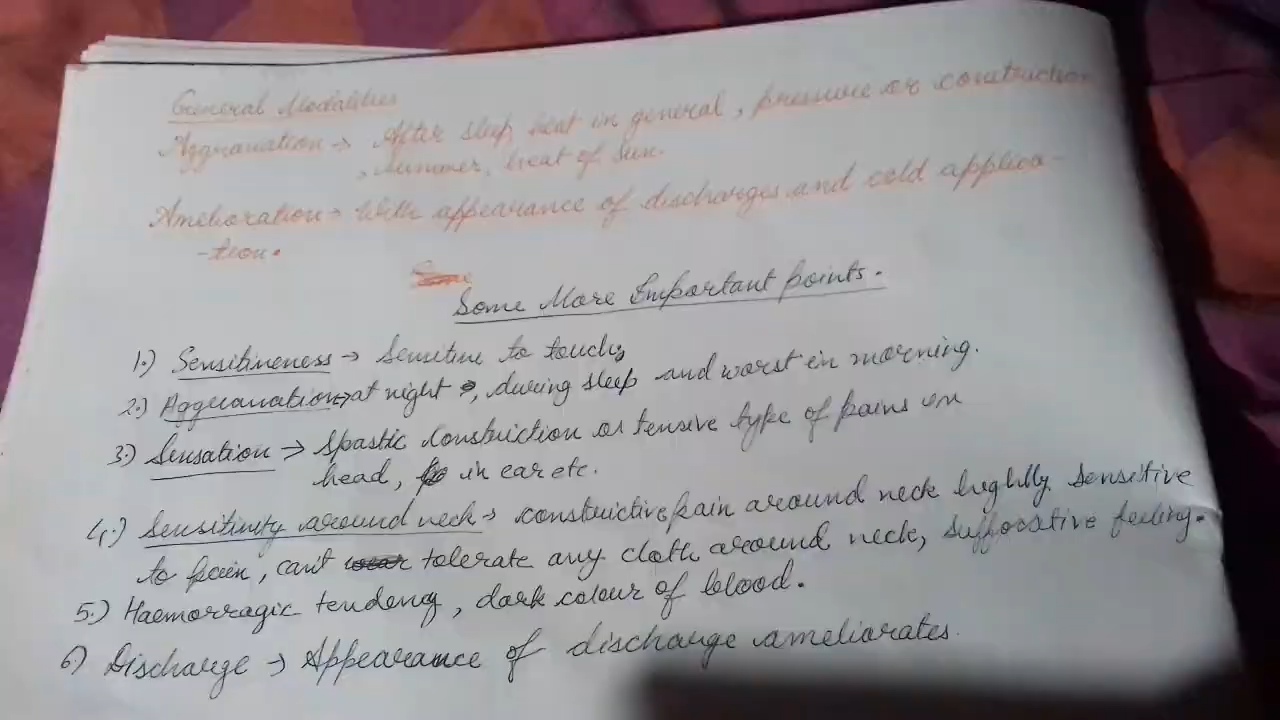 General Modalities
Aggravation → After sleep, heat in general, pressure or constriction
, Summer, heat of Sun.
Amelioration → With appearance of discharges and cold applica-
-tion.
Some
Some More Important points.
1.) Sensitiveness → Sensitive to touch,
2.) Aggravation → at night, during sleep and worst in morning.
3.) Sensation → Spastic constriction or tensive type of pains on
head, in ear etc.
4.) Sensitivity around neck → constrictive pain around neck highly sensitive
to pain, can't tolerate any cloth around neck, suffocative feeling.
5.) Haemorragic tendency, dark colour of blood.
6) Discharge → Appearance of discharge ameliorates.